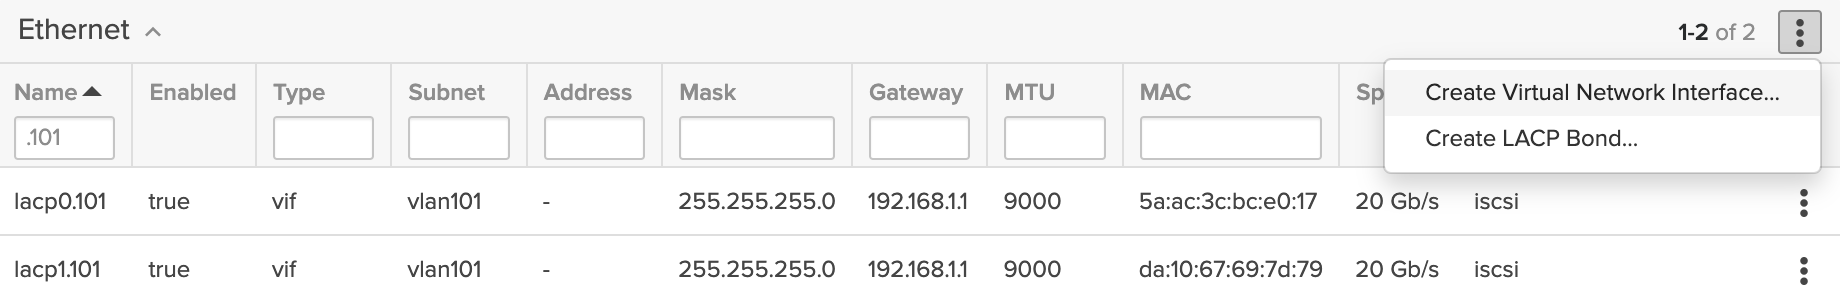 Ethernet
1-2 of 2
Name Enabled Type Subnet Address Mask Gateway MTU MAC Sp
Create Virtual Network Interface...
.101
Create LACP Bond...
lacp0.101 true vif vlan101 - 255.255.255.0 192.168.1.1 9000 5a:ac:3c:bc:e0:17 20 Gb/s iscsi
lacp1.101 true vif vlan101 - 255.255.255.0 192.168.1.1 9000 da:10:67:69:7d:79 20 Gb/s iscsi